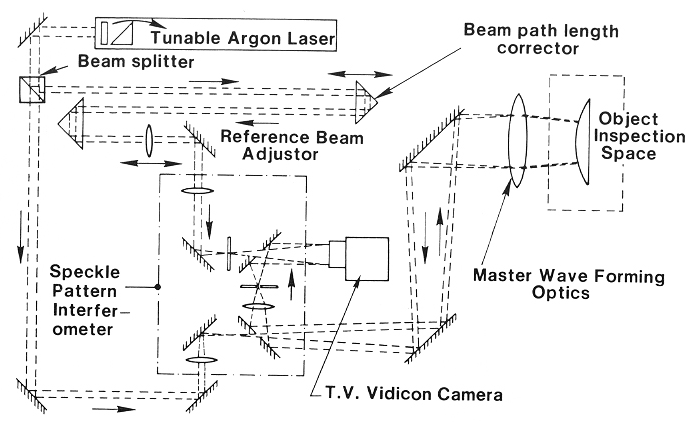 Tunable Argon Laser
Beam splitter
Beam path length
corrector
Reference Beam
Adjustor
Object
Inspection
Space
Speckle
Pattern
Interfer-
ometer
Master Wave Forming
Optics
T.V. Vidicon Camera